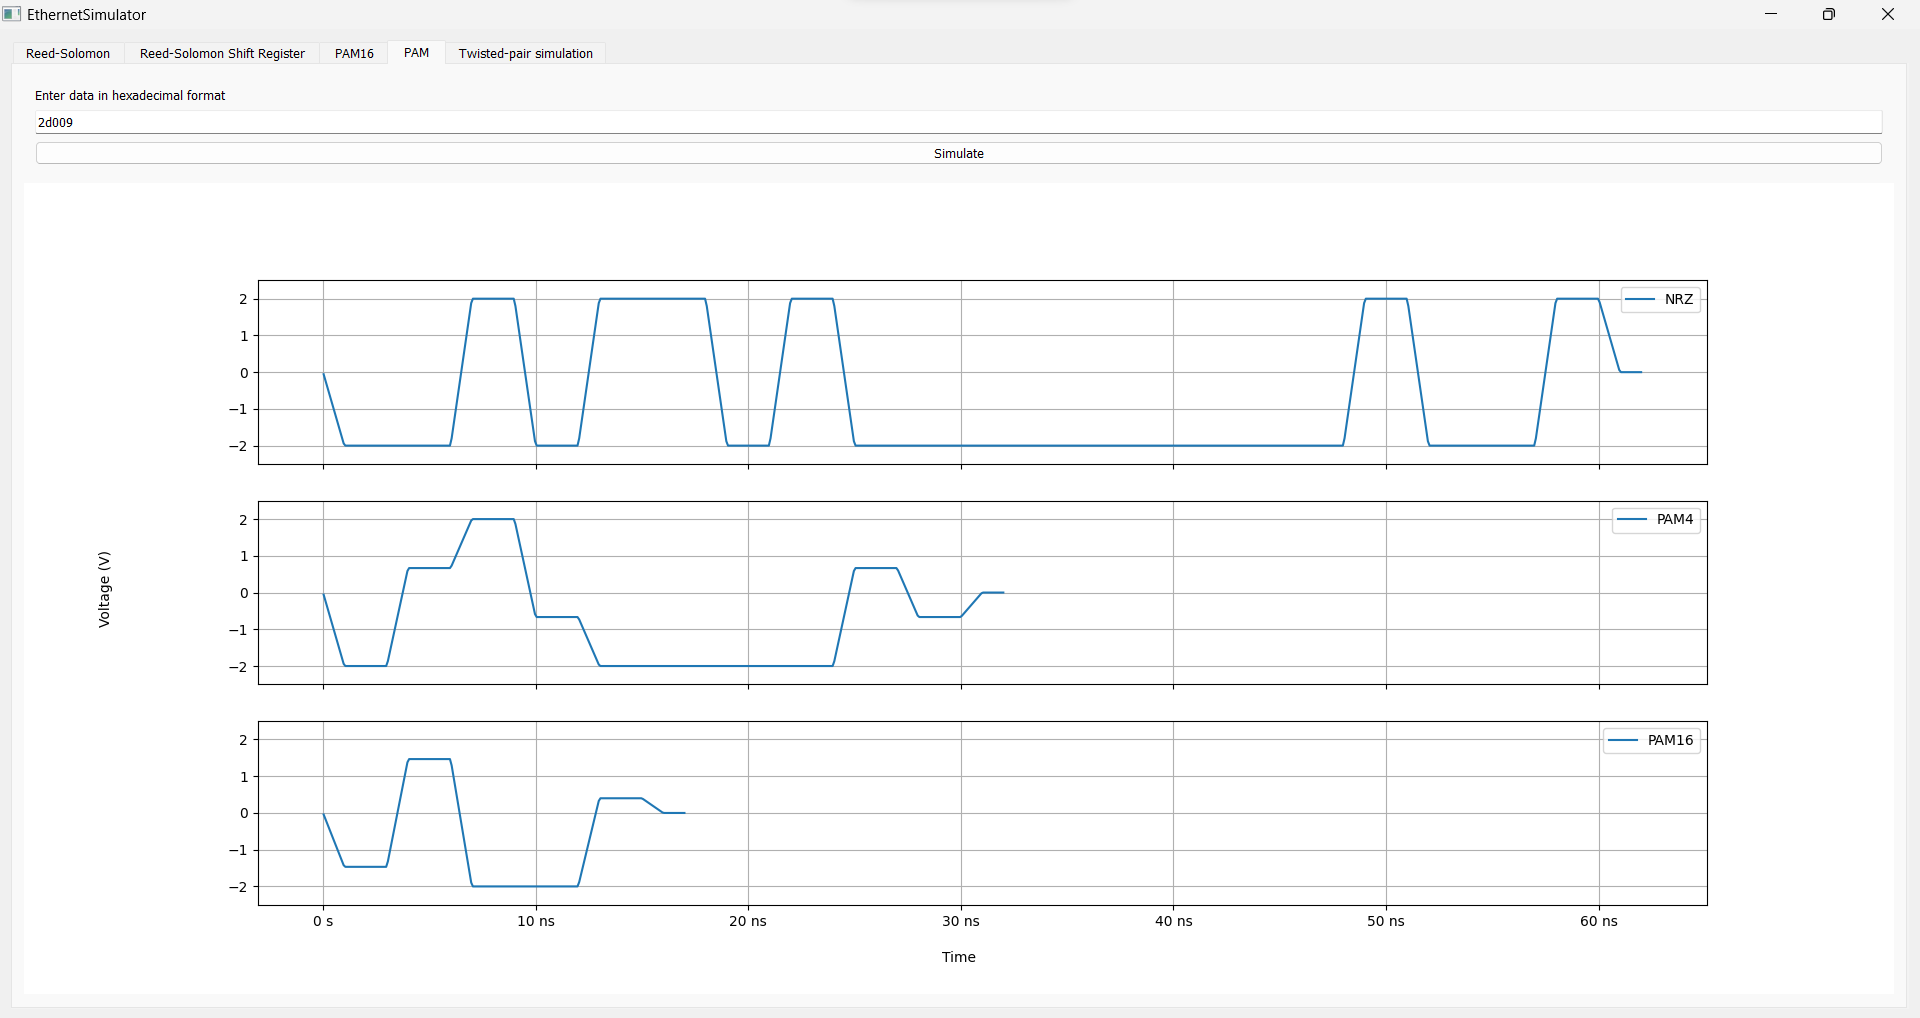 EthernetSimulator
Reed-Solomon Reed-Solomon Shift Register PAM16 PAM Twisted-pair simulation
Enter data in hexadecimal format
2d009
Simulate
NRZ
2
1
0
−1
−2
PAM4
2
1
0
−1
−2
Voltage (V)
PAM16
2
1
0
−1
−2
0 s 10 ns 20 ns 30 ns 40 ns 50 ns 60 ns
Time